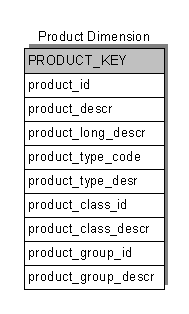 Product Dimension
PRODUCT_KEY
product_id
product_descr
product_long_descr
product_type_code
product_type_desr
product_class_id
product_class_descr
product_group_id
product_group_descr